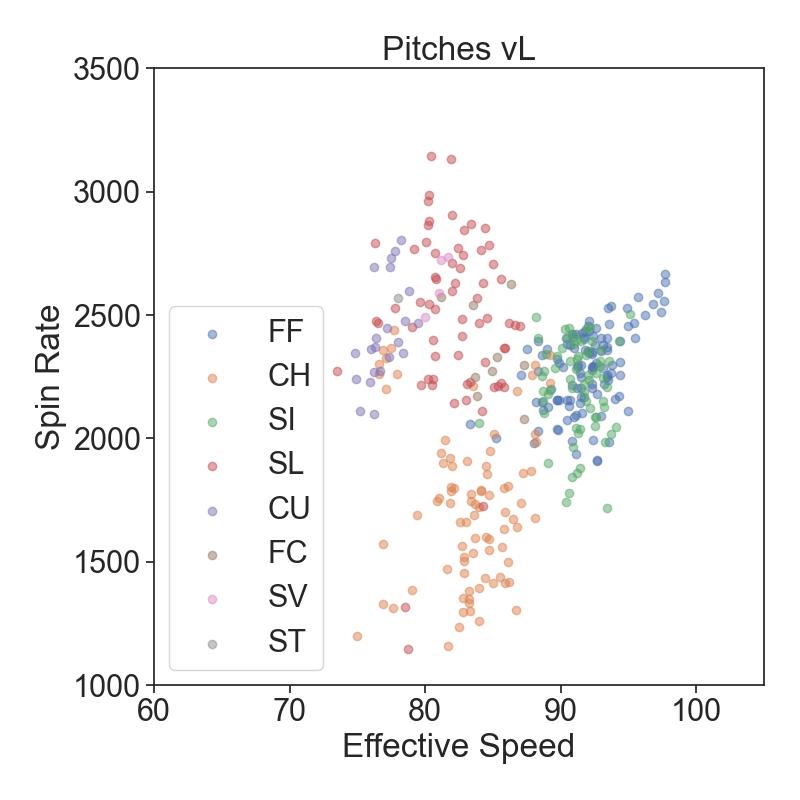 Pitches vL
3500
3000
2500
2000
1500
1000
Spin Rate
FF
CH
SI
SL
CU
FC
SV
ST
60 70 80 90 100
Effective Speed